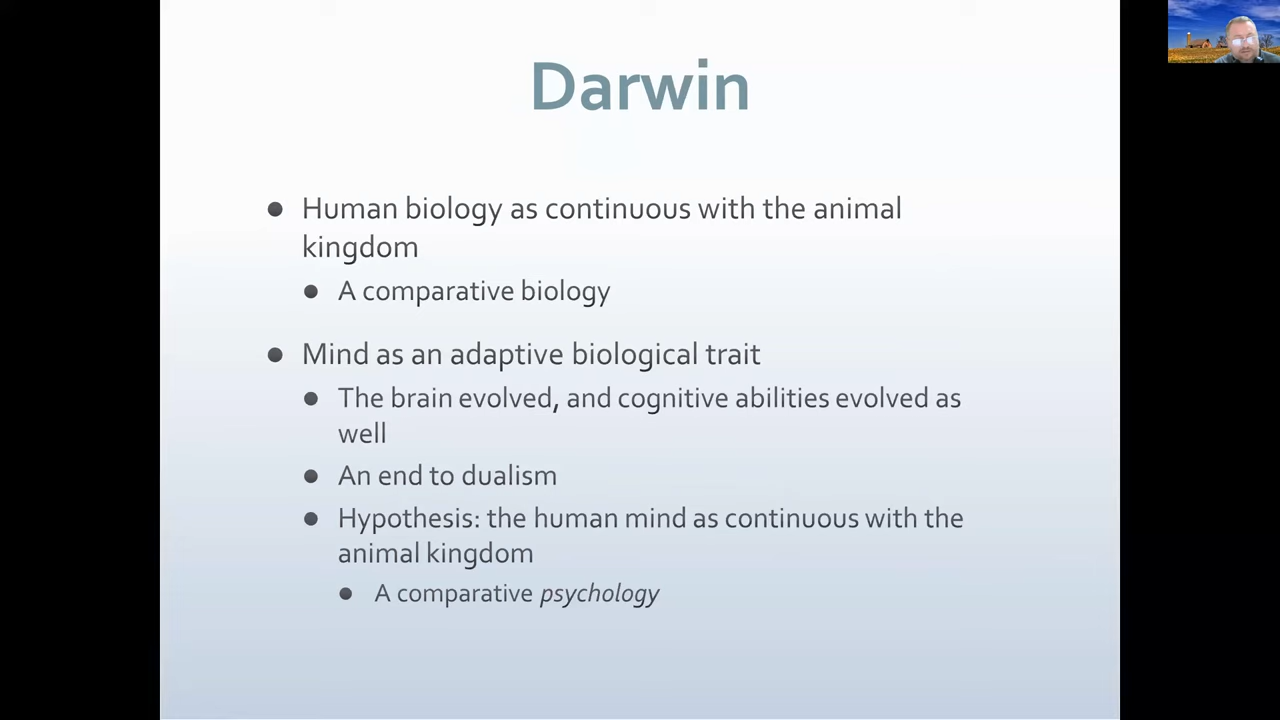 Darwin
● Human biology as continuous with the animal
kingdom
● A comparative biology
● Mind as an adaptive biological trait
● The brain evolved, and cognitive abilities evolved as
well
● An end to dualism
● Hypothesis: the human mind as continuous with the
animal kingdom
● A comparative psychology